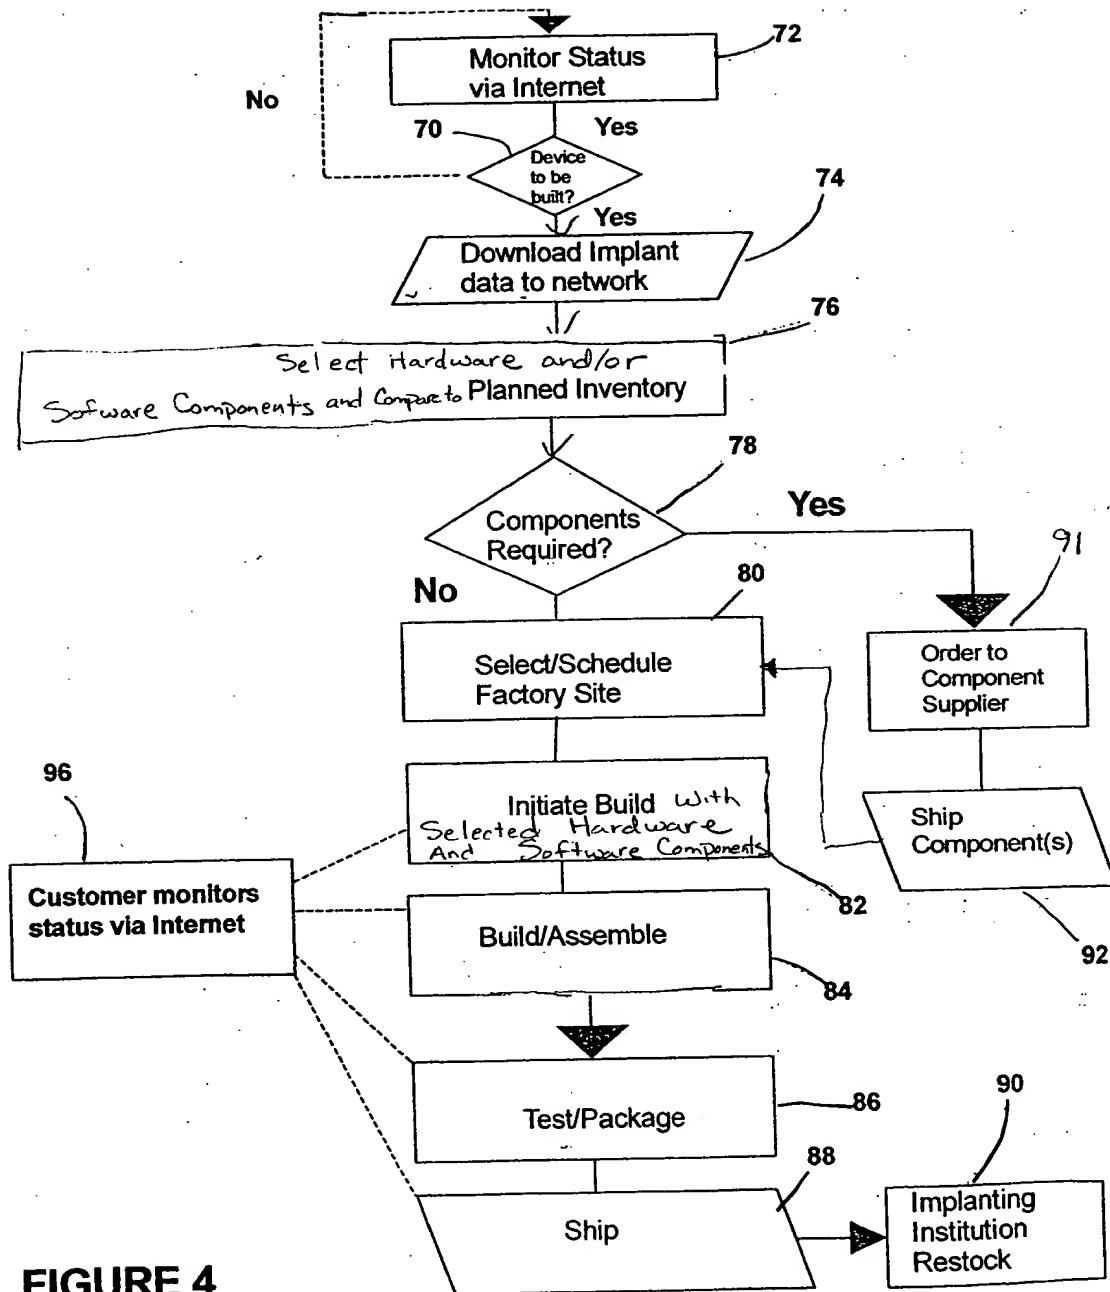 72
Monitor Status
via Internet
No
70
Yes
Device
to be
built?
74
Yes
Download Implant
data to network
76
Select Hardware and/or
Sofware Components and Compare to Planned Inventory
78
Components
Required?
Yes
No
80
91
Select/Schedule
Factory Site
Order to
Component
Supplier
96
Initiate Build With
Selected Hardware
And Software Components
Ship
Component(s)
Customer monitors
status via Internet
82
Build/Assemble
92
84
Test/Package
86
90
88
Ship
Implanting
Institution
Restock
FIGURE 4